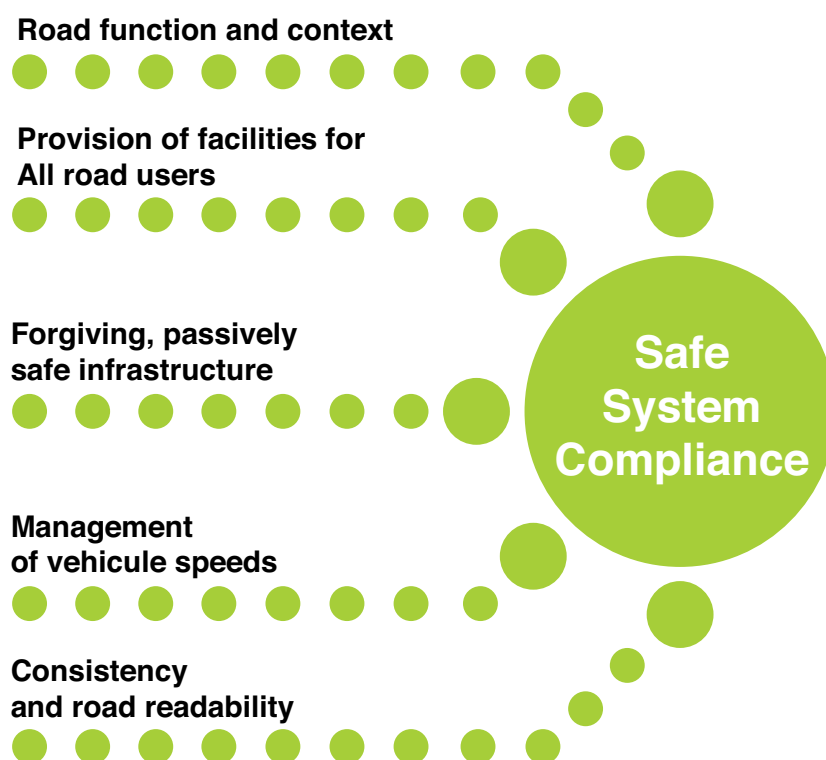 Road function and context
Provision of facilities for
All road users
Forgiving, passively
safe infrastructure
Safe
System
Compliance
Management
of vehicule speeds
Consistency
and road readability